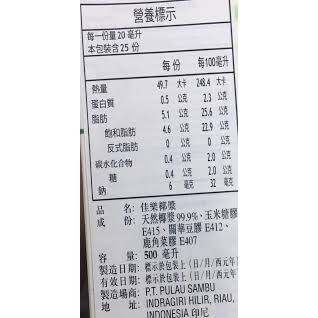 營養標示
每一份量 20 毫升
本包裝含 25 份
每 份 每100毫升
熱量 49.7 大卡 248.4 大卡
蛋白質 0.5 公克 2.3 公克
脂肪 5.1 公克 25.6 公克
飽和脂肪 4.6 公克 22.9 公克
反式脂肪 0 公克 0 公克
碳水化合物 0.4 公克 2.0 公克
糖 0.4 公克 2.0 公克
鈉 6 毫克 32 毫克
品 名: 佳樂椰漿
成 份: 天然椰漿 99.9%、玉米糖膠
E415、關華豆膠 E412、
鹿角菜膠 E407
容 量: 500 毫升
製造日期: 標示於包裝上 (日/月/西元年)
有效日期: 標示於包裝上 (日/月/西元年)
製造廠商: P.T. PULAU SAMBU
地 址: INDRAGIRI HILIR, RIAU,
INDONESIA 印尼